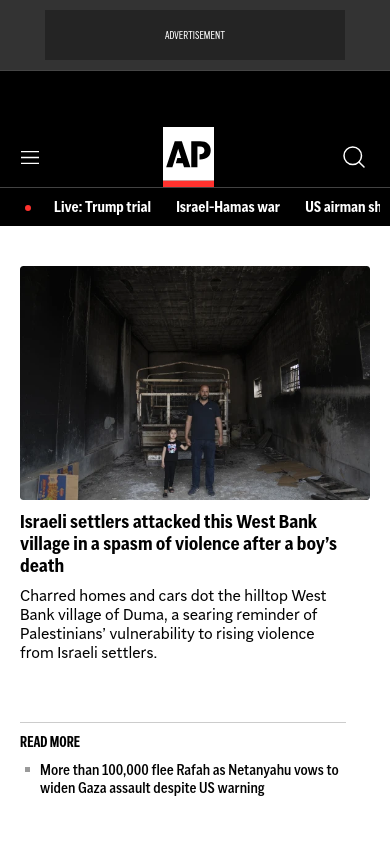 ADVERTISEMENT
AP
Live: Trump trial Israel-Hamas war US airman sh
Israeli settlers attacked this West Bank
village in a spasm of violence after a boy’s
death
Charred homes and cars dot the hilltop West
Bank village of Duma, a searing reminder of
Palestinians’ vulnerability to rising violence
from Israeli settlers.
READ MORE
More than 100,000 flee Rafah as Netanyahu vows to
widen Gaza assault despite US warning